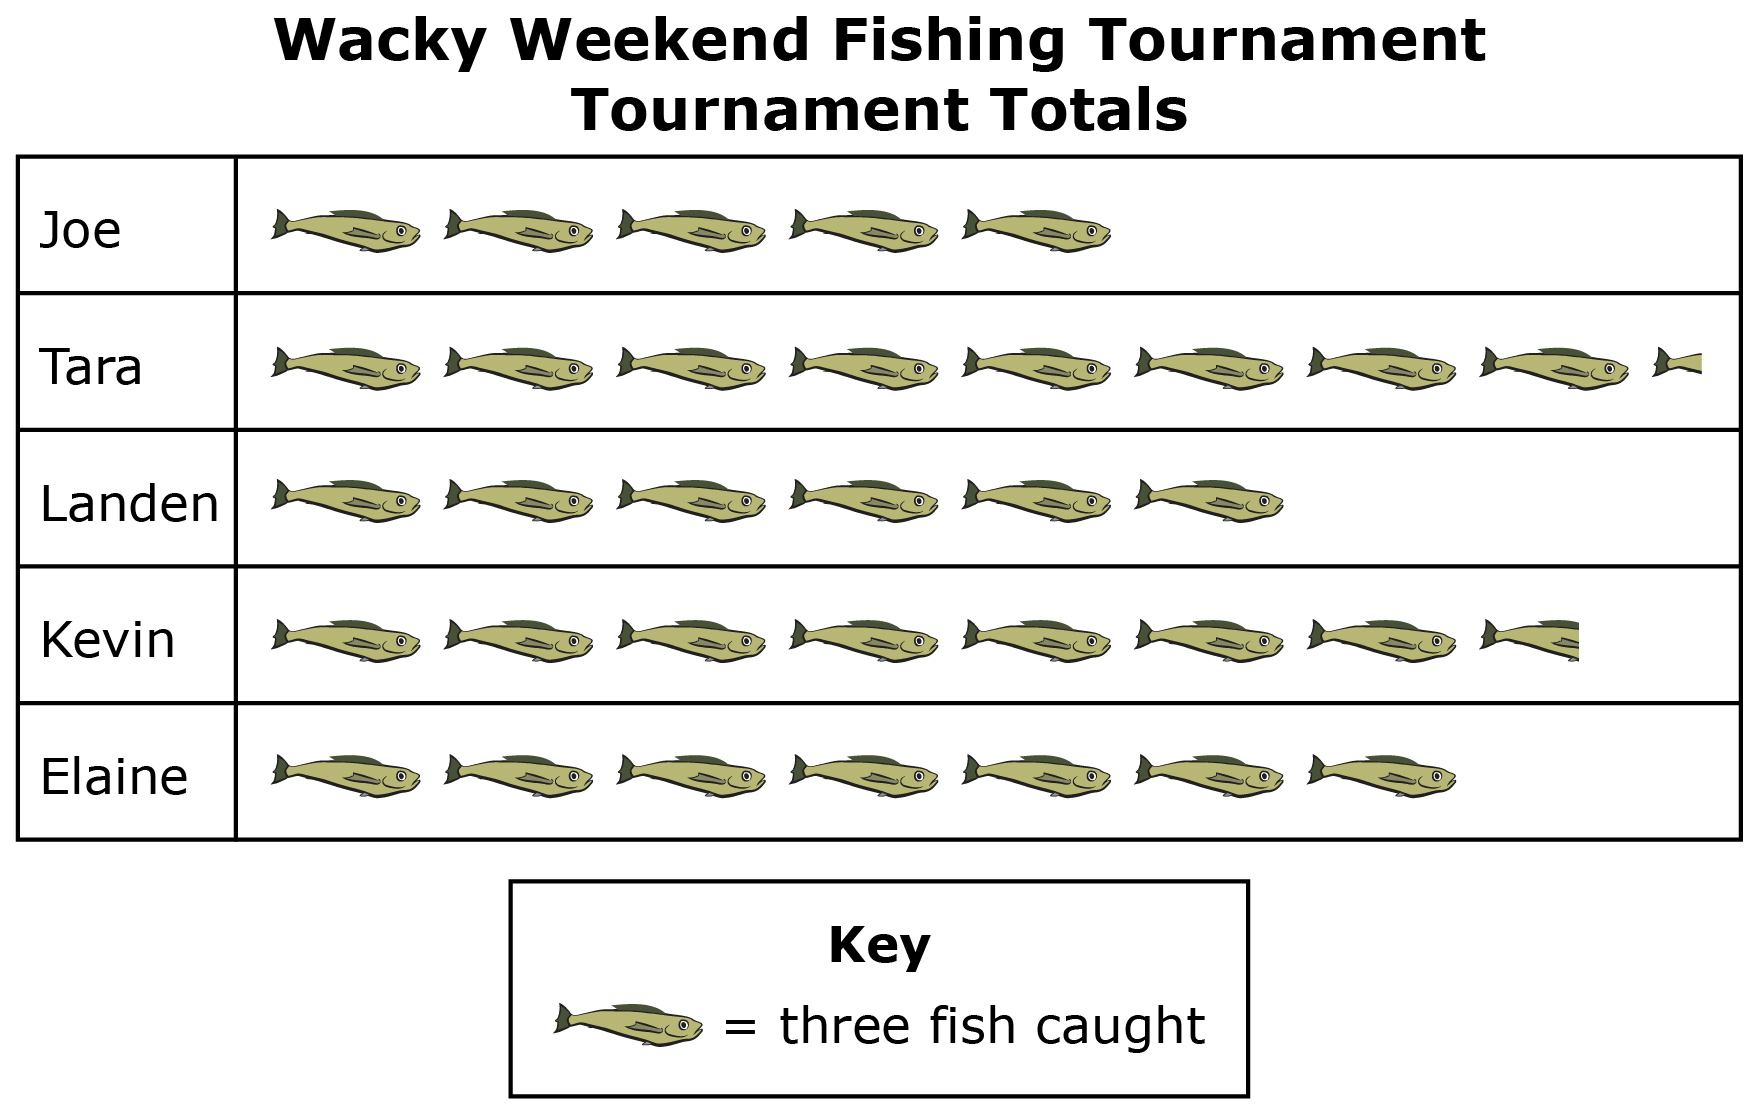 Wacky Weekend Fishing Tournament
Tournament Totals
Joe
Tara
Landen
Kevin
Elaine
Key
= three fish caught